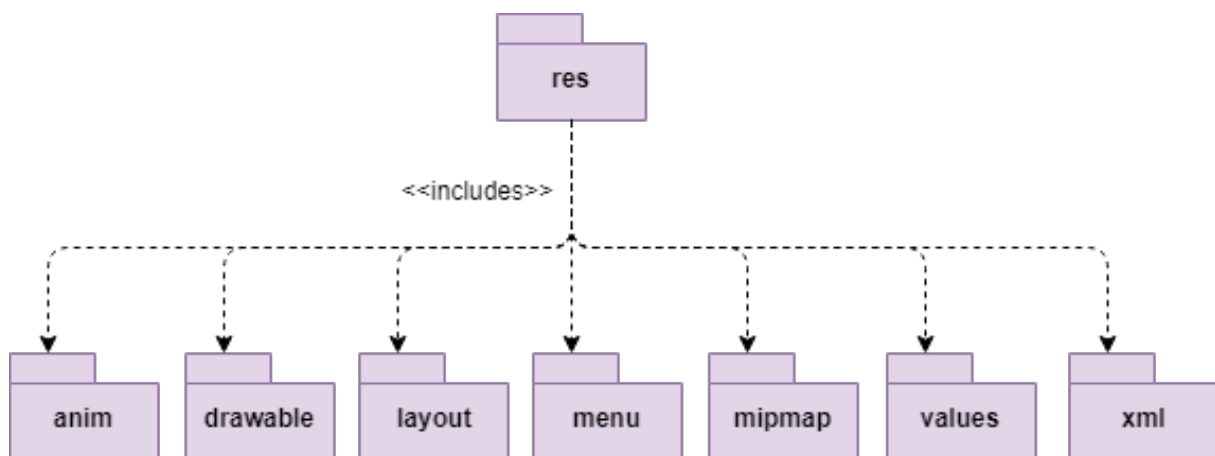 res
<<includes>>
anim
drawable
layout
menu
mipmap
values
xml